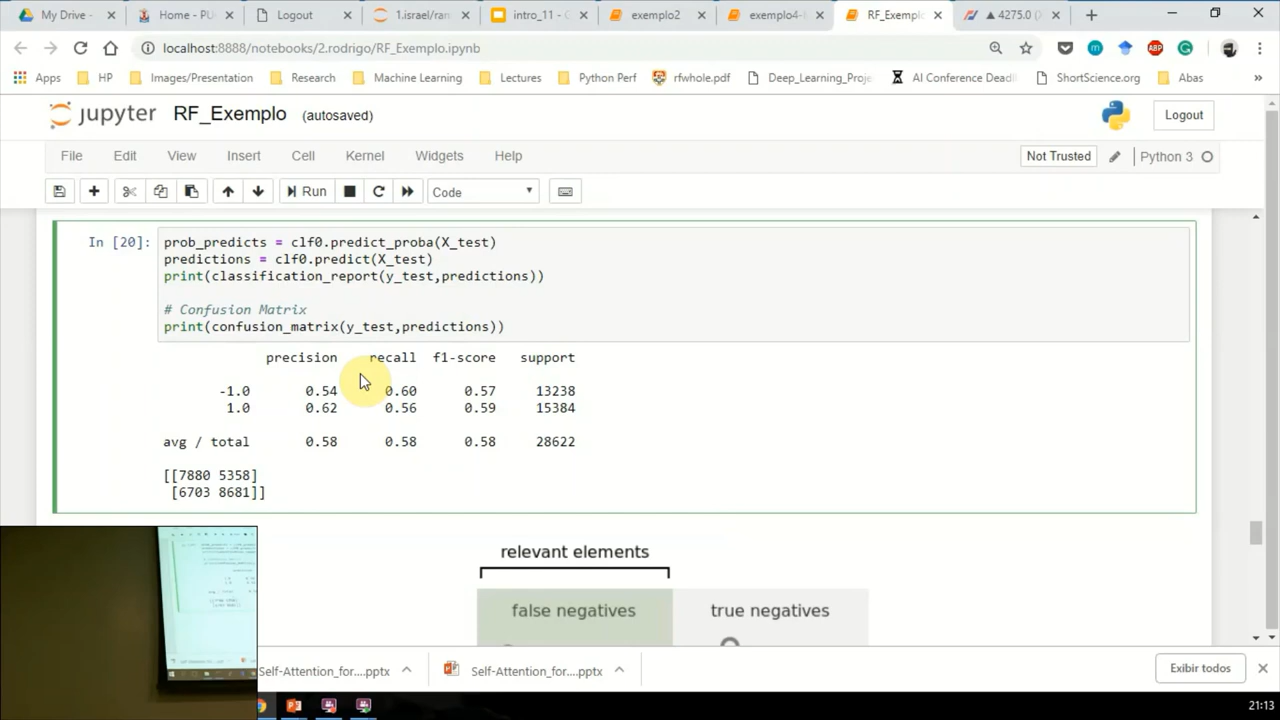 My Drive -
Home - PU
Logout
1.israel/ran
intro_11 - G
exemplo2
exemplo4-
RF_Exemplo
▲ 4275.0 (
localhost:8888/notebooks/2.rodrigo/RF_Exemplo.ipynb
Apps
HP
Images/Presentation
Research
Machine Learning
Lectures
Python Perf
rfwhole.pdf
Deep_Learning_Proje
AI Conference Deadli
ShortScience.org
Abas
»
jupyter RF_Exemplo (autosaved)
Logout
File Edit View Insert Cell Kernel Widgets Help
Not Trusted
Python 3
Run
Code
In [20]:
prob_predicts = clf0.predict_proba(X_test)
predictions = clf0.predict(X_test)
print(classification_report(y_test,predictions))
# Confusion Matrix
print(confusion_matrix(y_test,predictions))
precision recall f1-score support
-1.0 0.54 0.60 0.57 13238
1.0 0.62 0.56 0.59 15384
avg / total 0.58 0.58 0.58 28622
[[7880 5358]
[6703 8681]]
relevant elements
false negatives
true negatives
Self-Attention_for....pptx
Self-Attention_for....pptx
Exibir todos
21:13